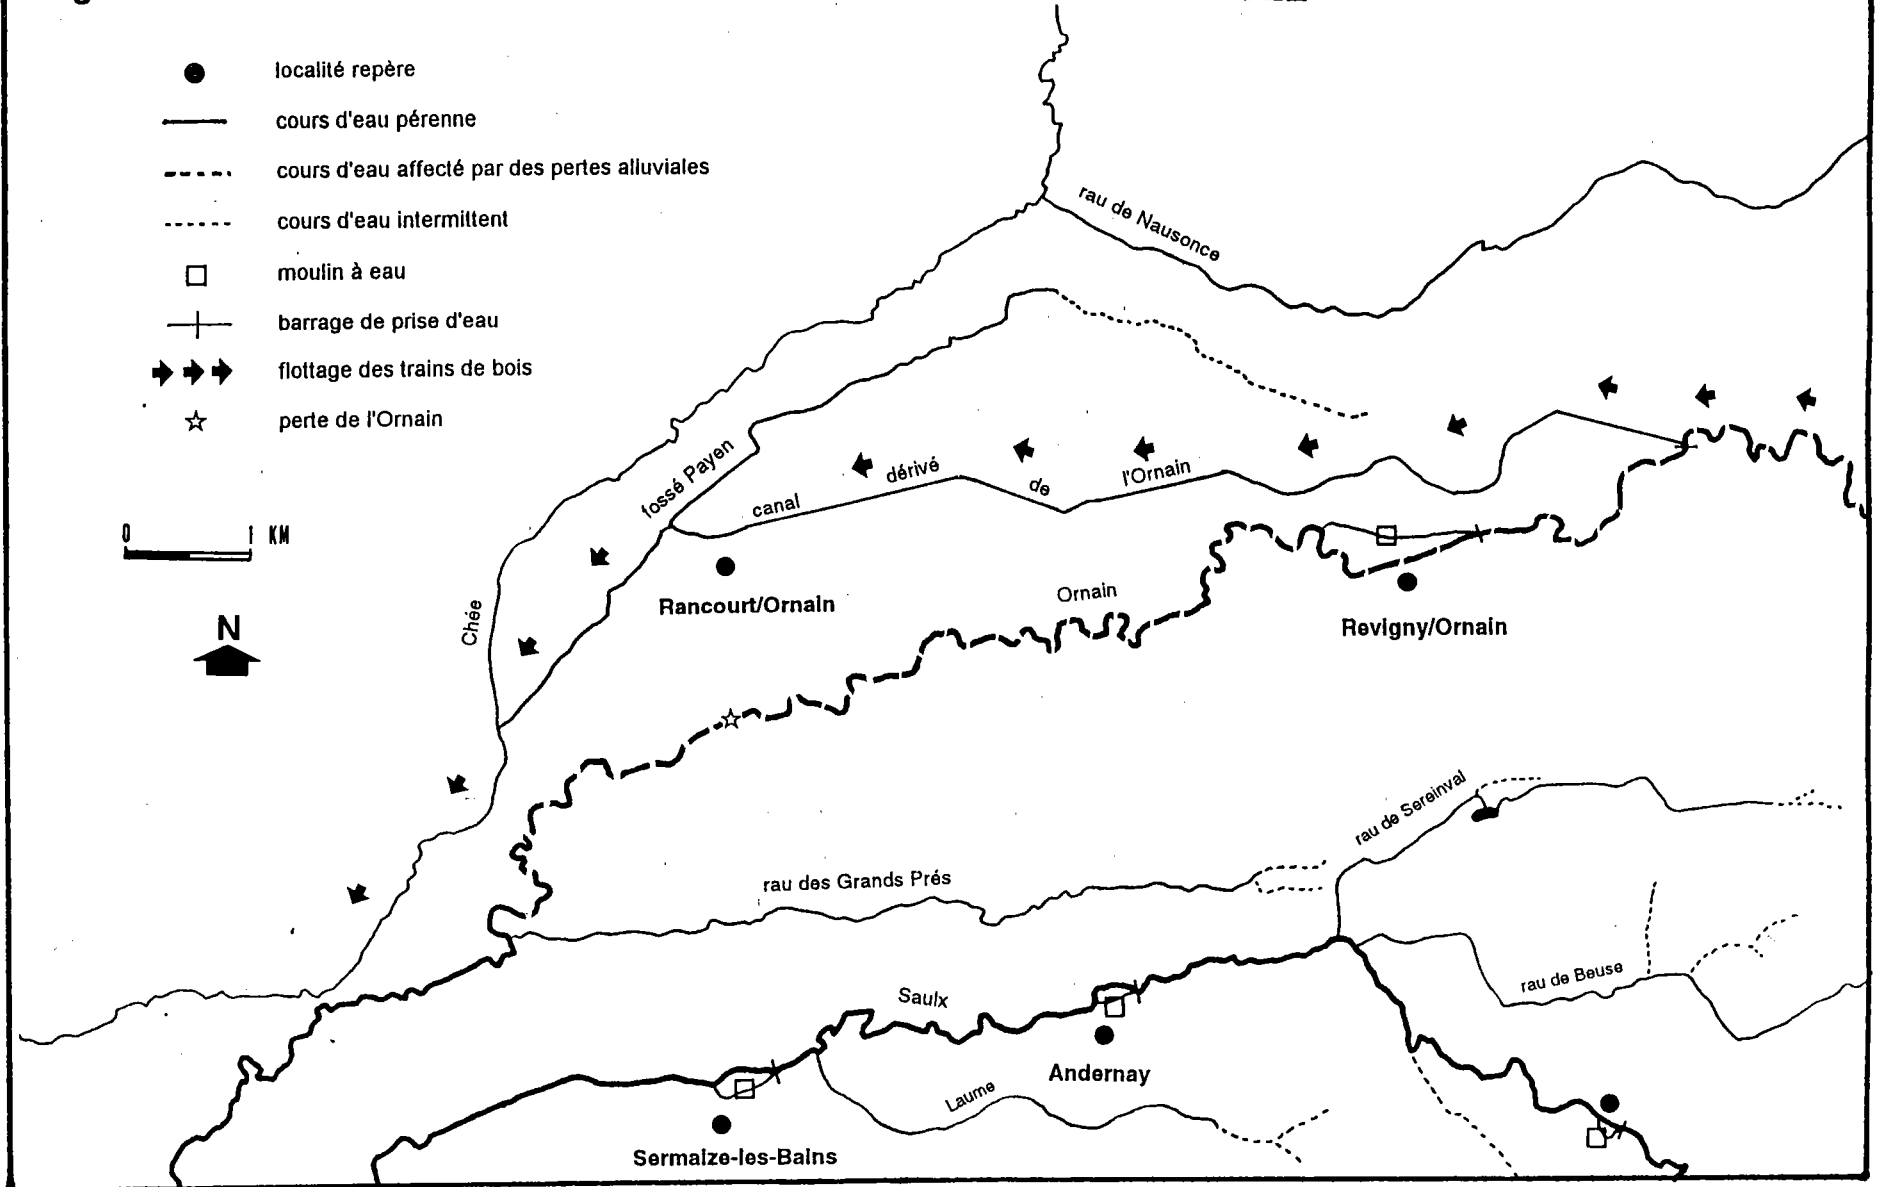 localité repère
cours d'eau pérenne
cours d'eau affecté par des pertes alluviales
cours d'eau intermittent
moulin à eau
barrage de prise d'eau
flottage des trains de bois
perte de l'Ornain
0 1 KM
N
rau de Nausonce
fossé Payen
canal dérivé de l'Ornain
Chée
Rancourt/Ornain
Ornain
Revigny/Ornain
rau de Sereinval
rau des Grands Prés
rau de Beuse
Saulx
Andernay
Laume
Sermaize-les-Bains